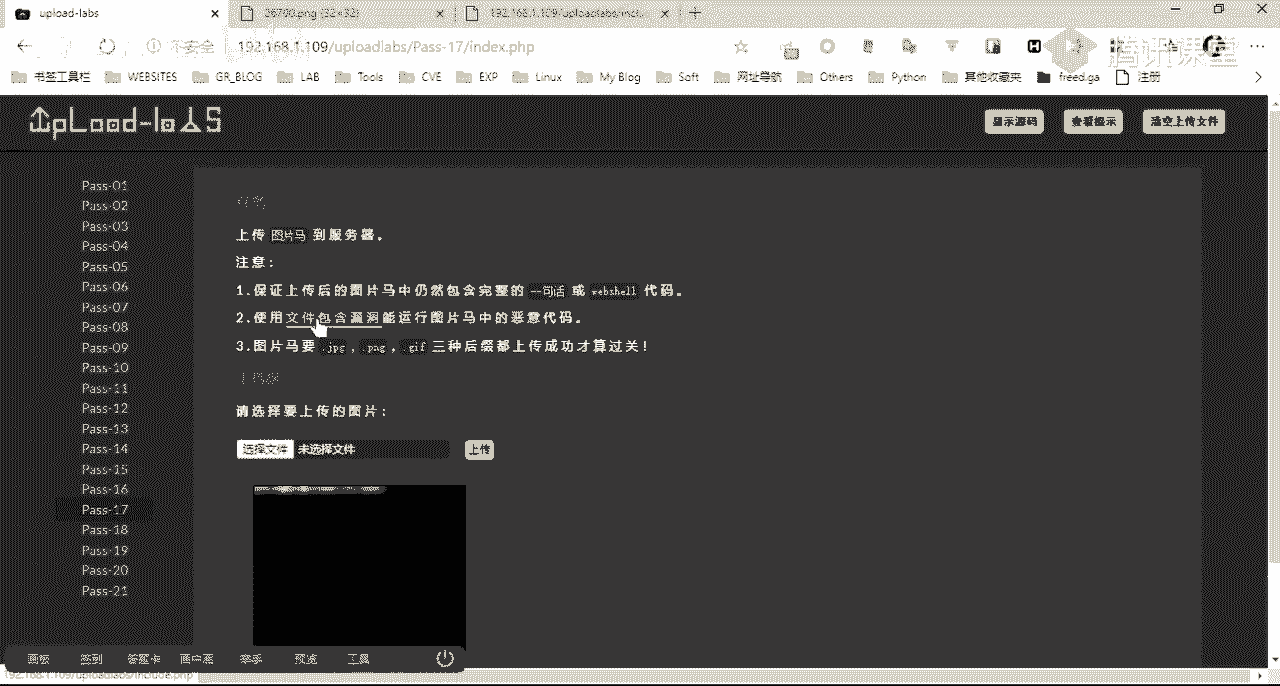 upload-labs
26700.png (32×32)
192.168.1.109/uploadlabs/incl
不安全
192.168.1.109/uploadlabs/Pass-17/index.php
腾讯课堂
书签工具栏
WEBSITES
GR_BLOG
LAB
Tools
CVE
EXP
Linux
My Blog
Soft
网址导航
Others
Python
其他收藏夹
freed.ga
注册
UpLoad-labS
显示源码
查看提示
清空上传文件
Pass-01
Pass-02
Pass-03
Pass-04
Pass-05
Pass-06
Pass-07
Pass-08
Pass-09
Pass-10
Pass-11
Pass-12
Pass-13
Pass-14
Pass-15
Pass-16
Pass-17
Pass-18
Pass-19
Pass-20
Pass-21
任务
上传 图片马 到服务器。
注意:
1.保证上传后的图片马中仍然包含完整的 一句话 或 webshell 代码。
2.使用文件包含漏洞能运行图片马中的恶意代码。
3.图片马要 .jpg , .png , .gif 三种后缀都上传成功才算过关!
上传区
请选择要上传的图片:
选择文件 未选择文件
上传
画板
签到
答题卡
画中画
举手
预览
工具
192.168.1.109/uploadlabs/include.php